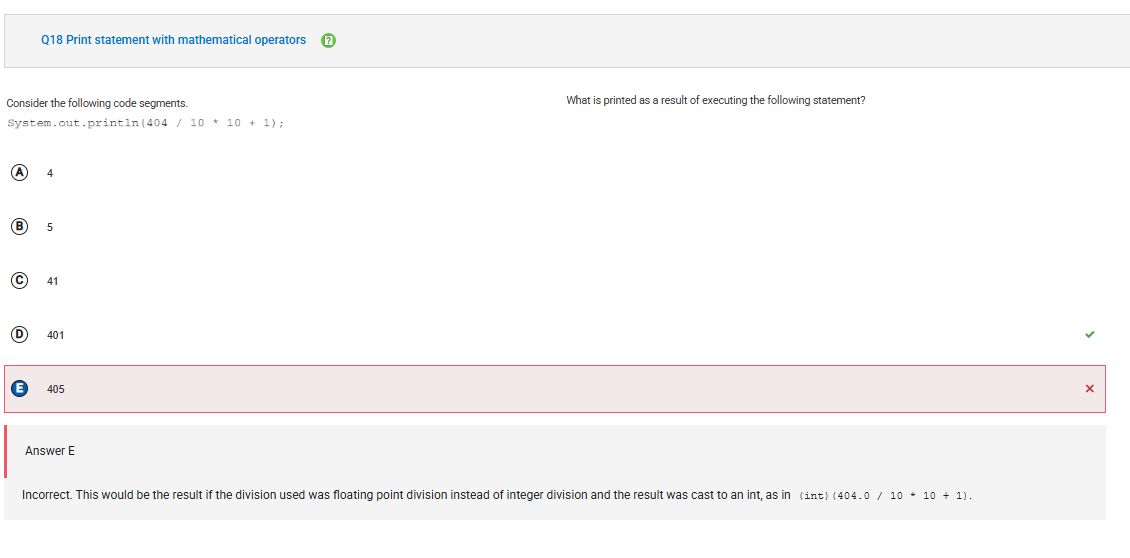 Q18 Print statement with mathematical operators
Consider the following code segments.
System.out.println(404 / 10 * 10 + 1);
What is printed as a result of executing the following statement?
A 4
B 5
C 41
D 401
E 405
Answer E
Incorrect. This would be the result if the division used was floating point division instead of integer division and the result was cast to an int, as in (int)(404.0 / 10 * 10 + 1).